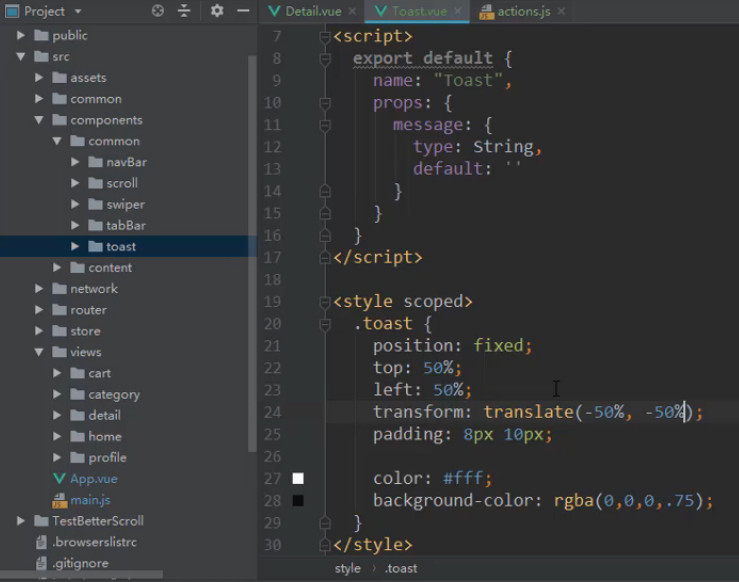 Project
Detail.vue
Toast.vue
actions.js
public
src
assets
common
components
common
navBar
scroll
swiper
tabBar
toast
content
network
router
store
views
cart
category
detail
home
profile
App.vue
main.js
TestBetterScroll
.browserslistrc
.gitignore
7 <script>
8 export default {
9 name: "Toast",
10 props: {
11 message: {
12 type: String,
13 default: ''
14 }
15 }
16 }
17 </script>
18
19 <style scoped>
20 .toast {
21 position: fixed;
22 top: 50%;
23 left: 50%;
24 transform: translate(-50%, -50%);
25 padding: 8px 10px;
26
27 color: #fff;
28 background-color: rgba(0,0,0,.75);
29 }
30 </style>
style › .toast